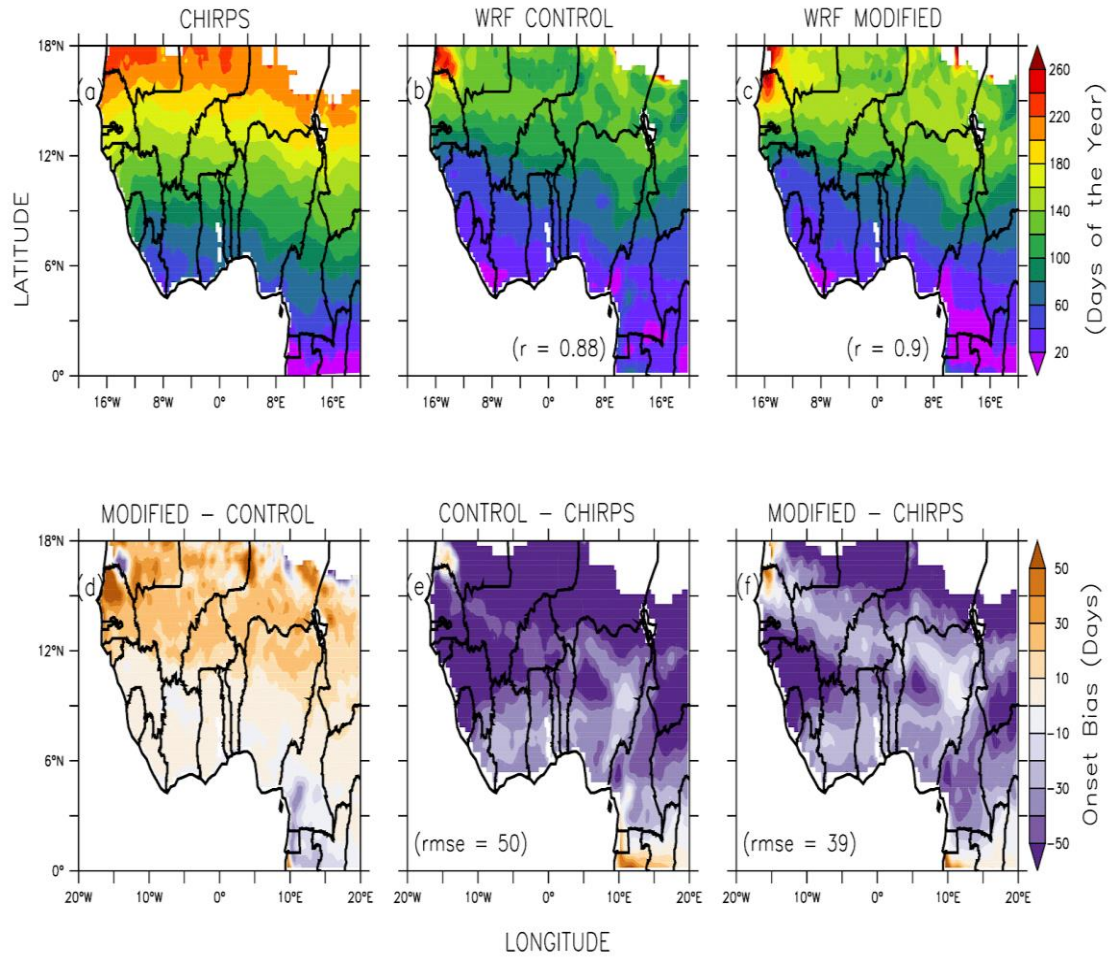 CHIRPS WRF CONTROL WRF MODIFIED
18°N
12°N
6°N
0°
(a) (b) (c)
(r = 0.88) (r = 0.9)
16°W 8°W 0° 8°E 16°E 16°W 8°W 0° 8°E 16°E 16°W 8°W 0° 8°E 16°E
LATITUDE
260
220
180
140
100
60
20
(Days of the Year)
MODIFIED − CONTROL CONTROL − CHIRPS MODIFIED − CHIRPS
18°N
12°N
6°N
0°
(d) (e) (f)
(rmse = 50) (rmse = 39)
20°W 10°W 0° 10°E 20°E 20°W 10°W 0° 10°E 20°E 20°W 10°W 0° 10°E 20°E
50
30
10
−10
−30
−50
Onset Bias (Days)
LONGITUDE